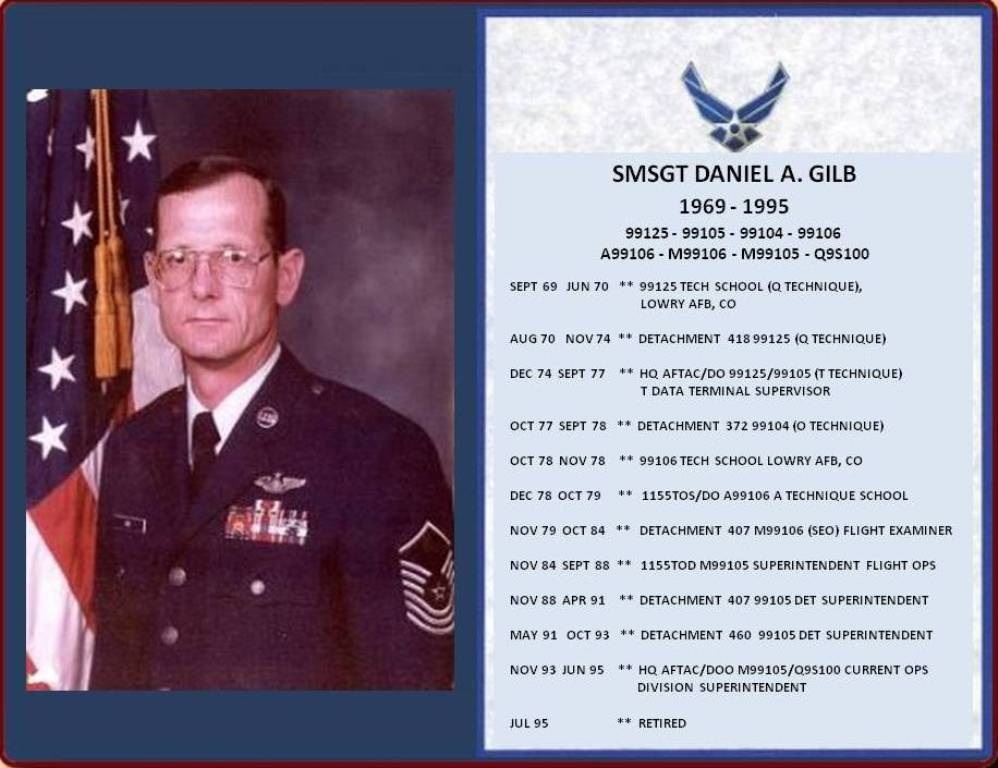 SMSGT DANIEL A. GILB
1969 - 1995
99125 - 99105 - 99104 - 99106
A99106 - M99106 - M99105 - Q9S100
SEPT 69 JUN 70 ** 99125 TECH SCHOOL (Q TECHNIQUE),
LOWRY AFB, CO
AUG 70 NOV 74 ** DETACHMENT 418 99125 (Q TECHNIQUE)
DEC 74 SEPT 77 ** HQ AFTAC/DO 99125/99105 (T TECHNIQUE)
T DATA TERMINAL SUPERVISOR
OCT 77 SEPT 78 ** DETACHMENT 372 99104 (O TECHNIQUE)
OCT 78 NOV 78 ** 99106 TECH SCHOOL LOWRY AFB, CO
DEC 78 OCT 79 ** 1155TOS/DO A99106 A TECHNIQUE SCHOOL
NOV 79 OCT 84 ** DETACHMENT 407 M99106 (SEO) FLIGHT EXAMINER
NOV 84 SEPT 88 ** 1155TOD M99105 SUPERINTENDENT FLIGHT OPS
NOV 88 APR 91 ** DETACHMENT 407 99105 DET SUPERINTENDENT
MAY 91 OCT 93 ** DETACHMENT 460 99105 DET SUPERINTENDENT
NOV 93 JUN 95 ** HQ AFTAC/DOO M99105/Q9S100 CURRENT OPS
DIVISION SUPERINTENDENT
JUL 95 ** RETIRED